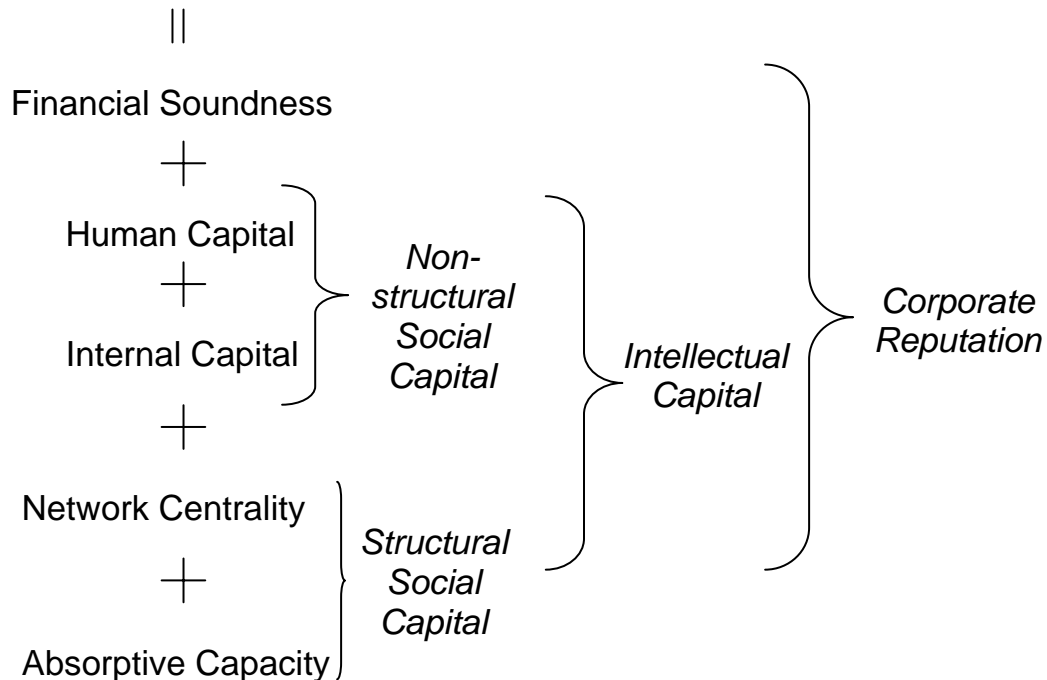 ||
Financial Soundness
+
Human Capital
+
Internal Capital
+
Network Centrality
+
Absorptive Capacity
Non-
structural
Social
Capital
Structural
Social
Capital
Intellectual
Capital
Corporate
Reputation